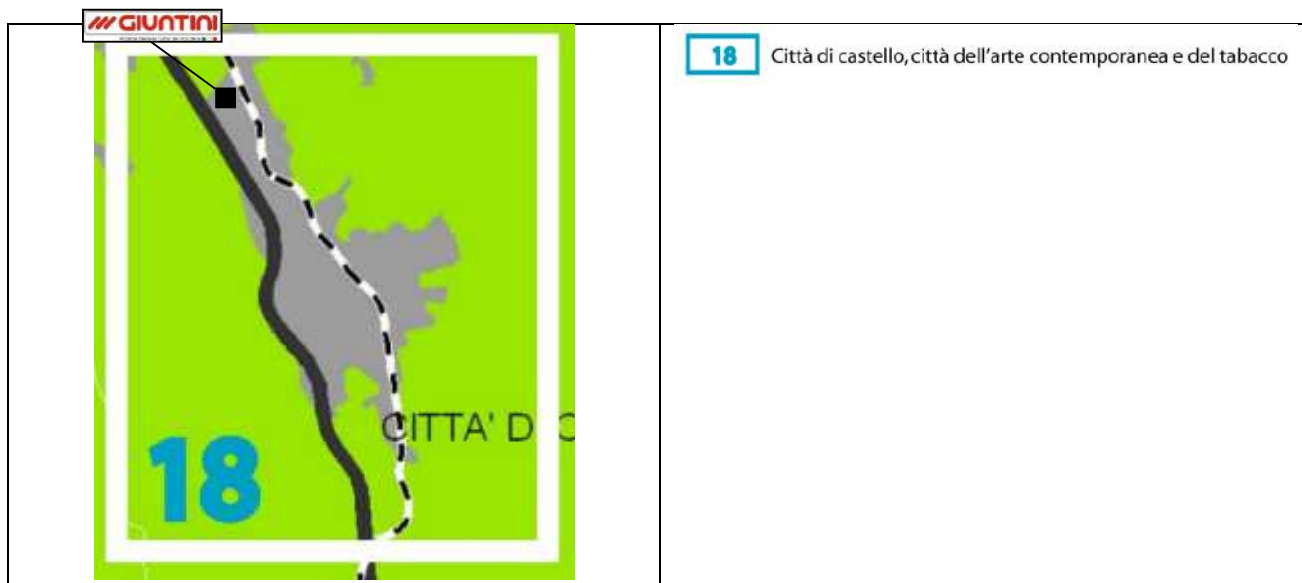 GIUNTINI
18 Città di castello, città dell'arte contemporanea e del tabacco
CITTA' D C
18